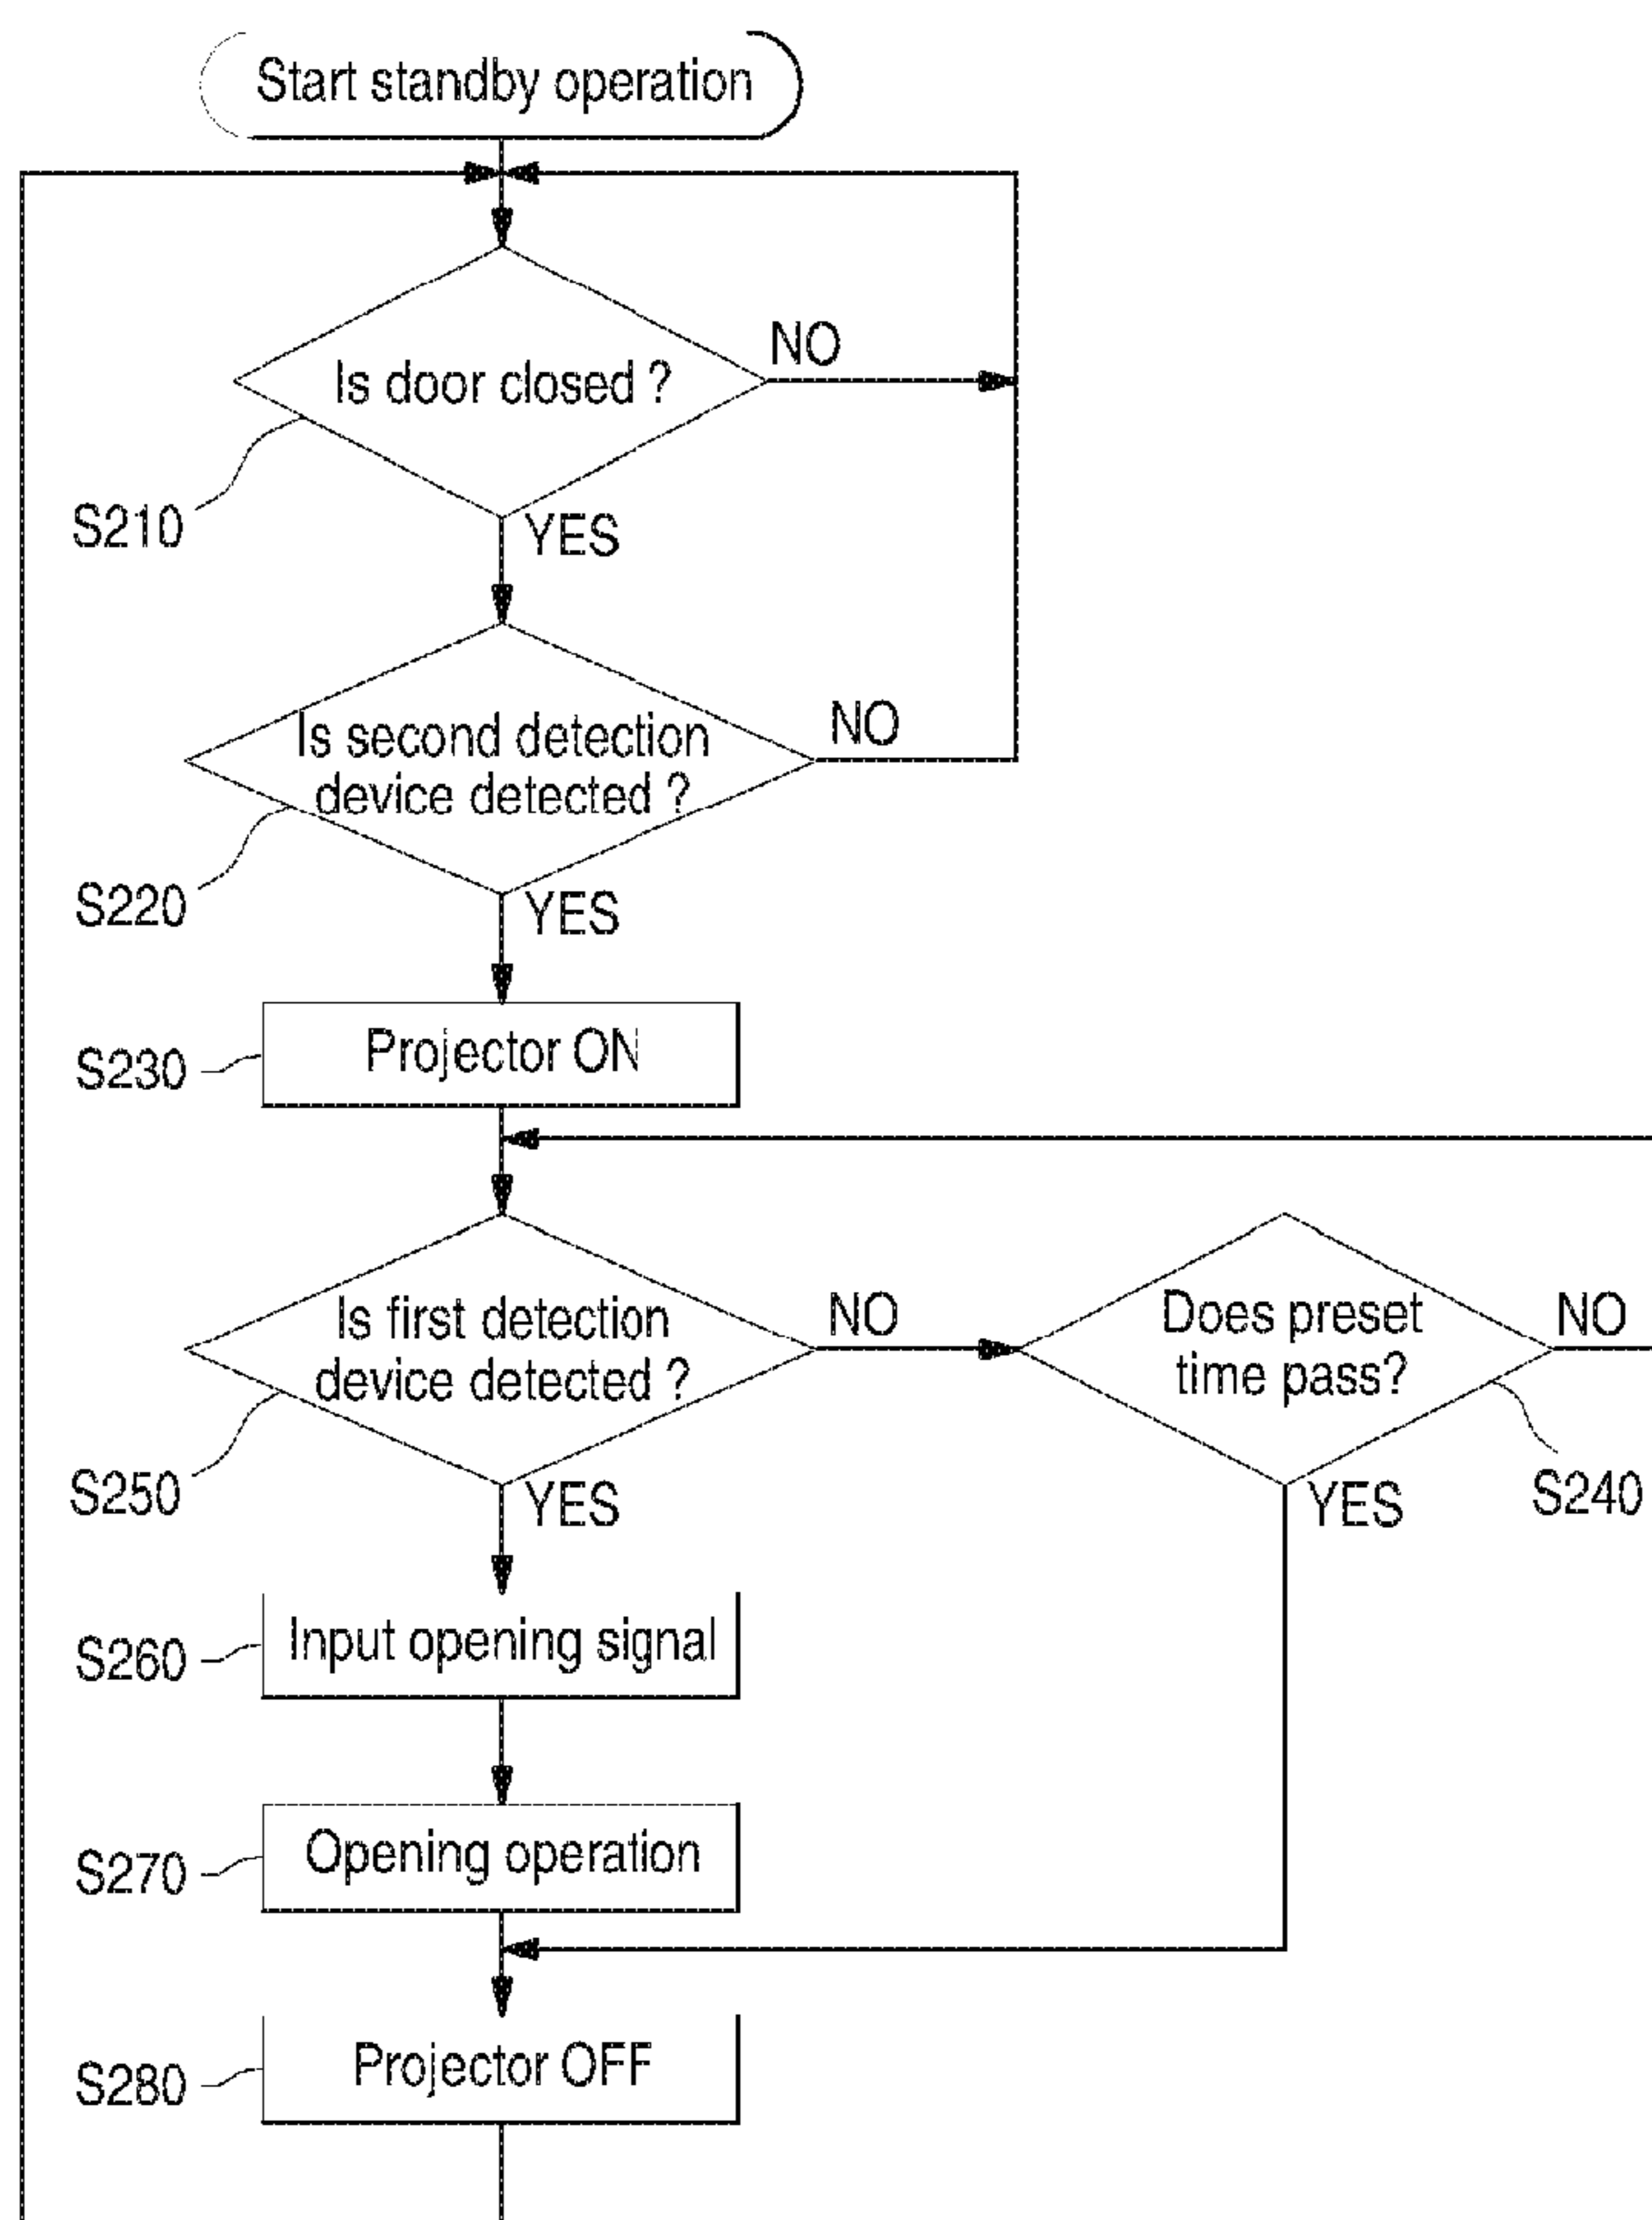 Start standby operation
Is door closed ?
NO
S210
YES
Is second detection
device detected ?
NO
S220
YES
Projector ON
S230
Is first detection
device detected ?
NO
Does preset
time pass?
NO
S250
YES
YES
S240
Input opening signal
S260
Opening operation
S270
Projector OFF
S280